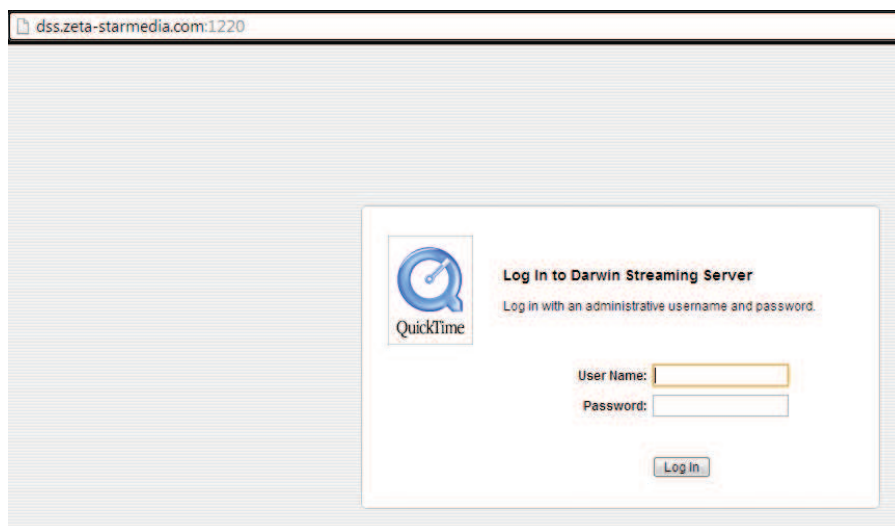 dss.zeta-starmedia.com:1220
Log In to Darwin Streaming Server
Log in with an administrative username and password.
QuickTime
User Name:
Password:
Log In